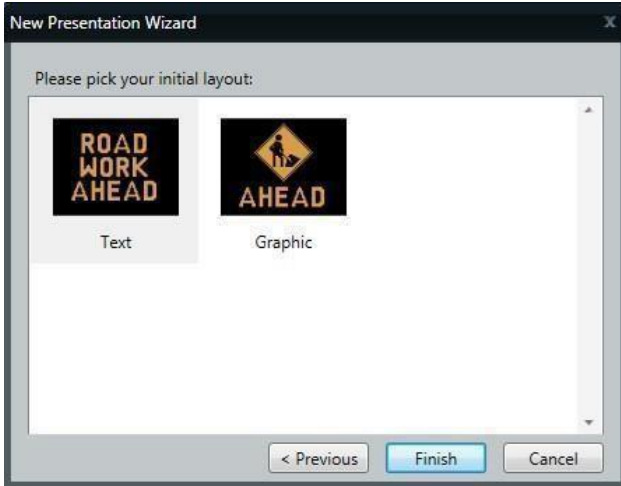 New Presentation Wizard
x
Please pick your initial layout:
ROAD
WORK
AHEAD
Text
AHEAD
Graphic
< Previous
Finish
Cancel